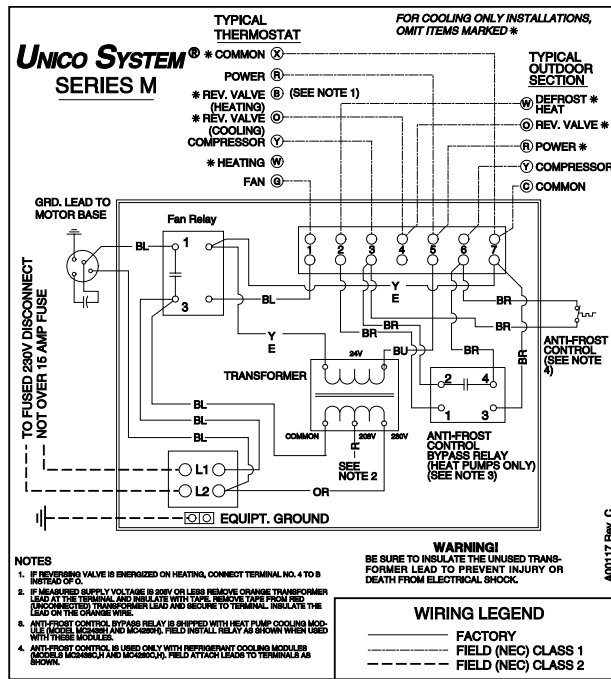 TYPICAL
THERMOSTAT
FOR COOLING ONLY INSTALLATIONS,
OMIT ITEMS MARKED *
UNICO SYSTEM®
SERIES M
* COMMON X
POWER R
* REV. VALVE B (SEE NOTE 1)
(HEATING)
* REV. VALVE O
(COOLING)
COMPRESSOR Y
* HEATING W
FAN G
TYPICAL
OUTDOOR
SECTION
W DEFROST *
HEAT
O REV. VALVE *
R POWER *
Y COMPRESSOR
C COMMON
GRD. LEAD TO
MOTOR BASE
Fan Relay
1
3
1 2 3 4 5 6 7
BL
BL
Y
E
BR
BR
BR
BR
BR
Y
E
BU
24V
TRANSFORMER
COMMON
208V
230V
R
SEE
NOTE 2
2 4
1 3
ANTI-FROST
CONTROL
(SEE NOTE
4)
ANTI-FROST
CONTROL
BYPASS RELAY
(HEAT PUMPS ONLY)
(SEE NOTE 3)
BL
BL
BL
TO FUSED 230V DISCONNECT
NOT OVER 15 AMP FUSE
L1
L2
OR
EQUIPT. GROUND
NOTES
1. IF REVERSING VALVE IS ENERGIZED ON HEATING, CONNECT TERMINAL NO. 4 TO B
INSTEAD OF O.
2. IF MEASURED SUPPLY VOLTAGE IS 208V OR LESS REMOVE ORANGE TRANSFORMER
LEAD AT THE TERMINAL AND INSULATE WITH TAPE. REMOVE TAPE FROM RED
(UNCONNECTED) TRANSFORMER LEAD AND SECURE TO TERMINAL. INSULATE THE
LEAD ON THE ORANGE WIRE.
3. ANTI-FROST CONTROL BYPASS RELAY IS SHIPPED WITH HEAT PUMP COOLING MOD-
ULE (MODEL MC2436H AND MC4260H). FIELD INSTALL RELAY AS SHOWN WHEN USED
WITH THESE MODULES.
4. ANTI-FROST CONTROL IS USED ONLY WITH REFRIGERANT COOLING MODULES
(MODELS MC2436C,H AND MC4260C,H). FIELD ATTACH LEADS TO TERMINALS AS
SHOWN.
WARNING!
BE SURE TO INSULATE THE UNUSED TRANS-
FORMER LEAD TO PREVENT INJURY OR
DEATH FROM ELECTRICAL SHOCK.
A00117 Rev. C
WIRING LEGEND
FACTORY
FIELD (NEC) CLASS 1
FIELD (NEC) CLASS 2